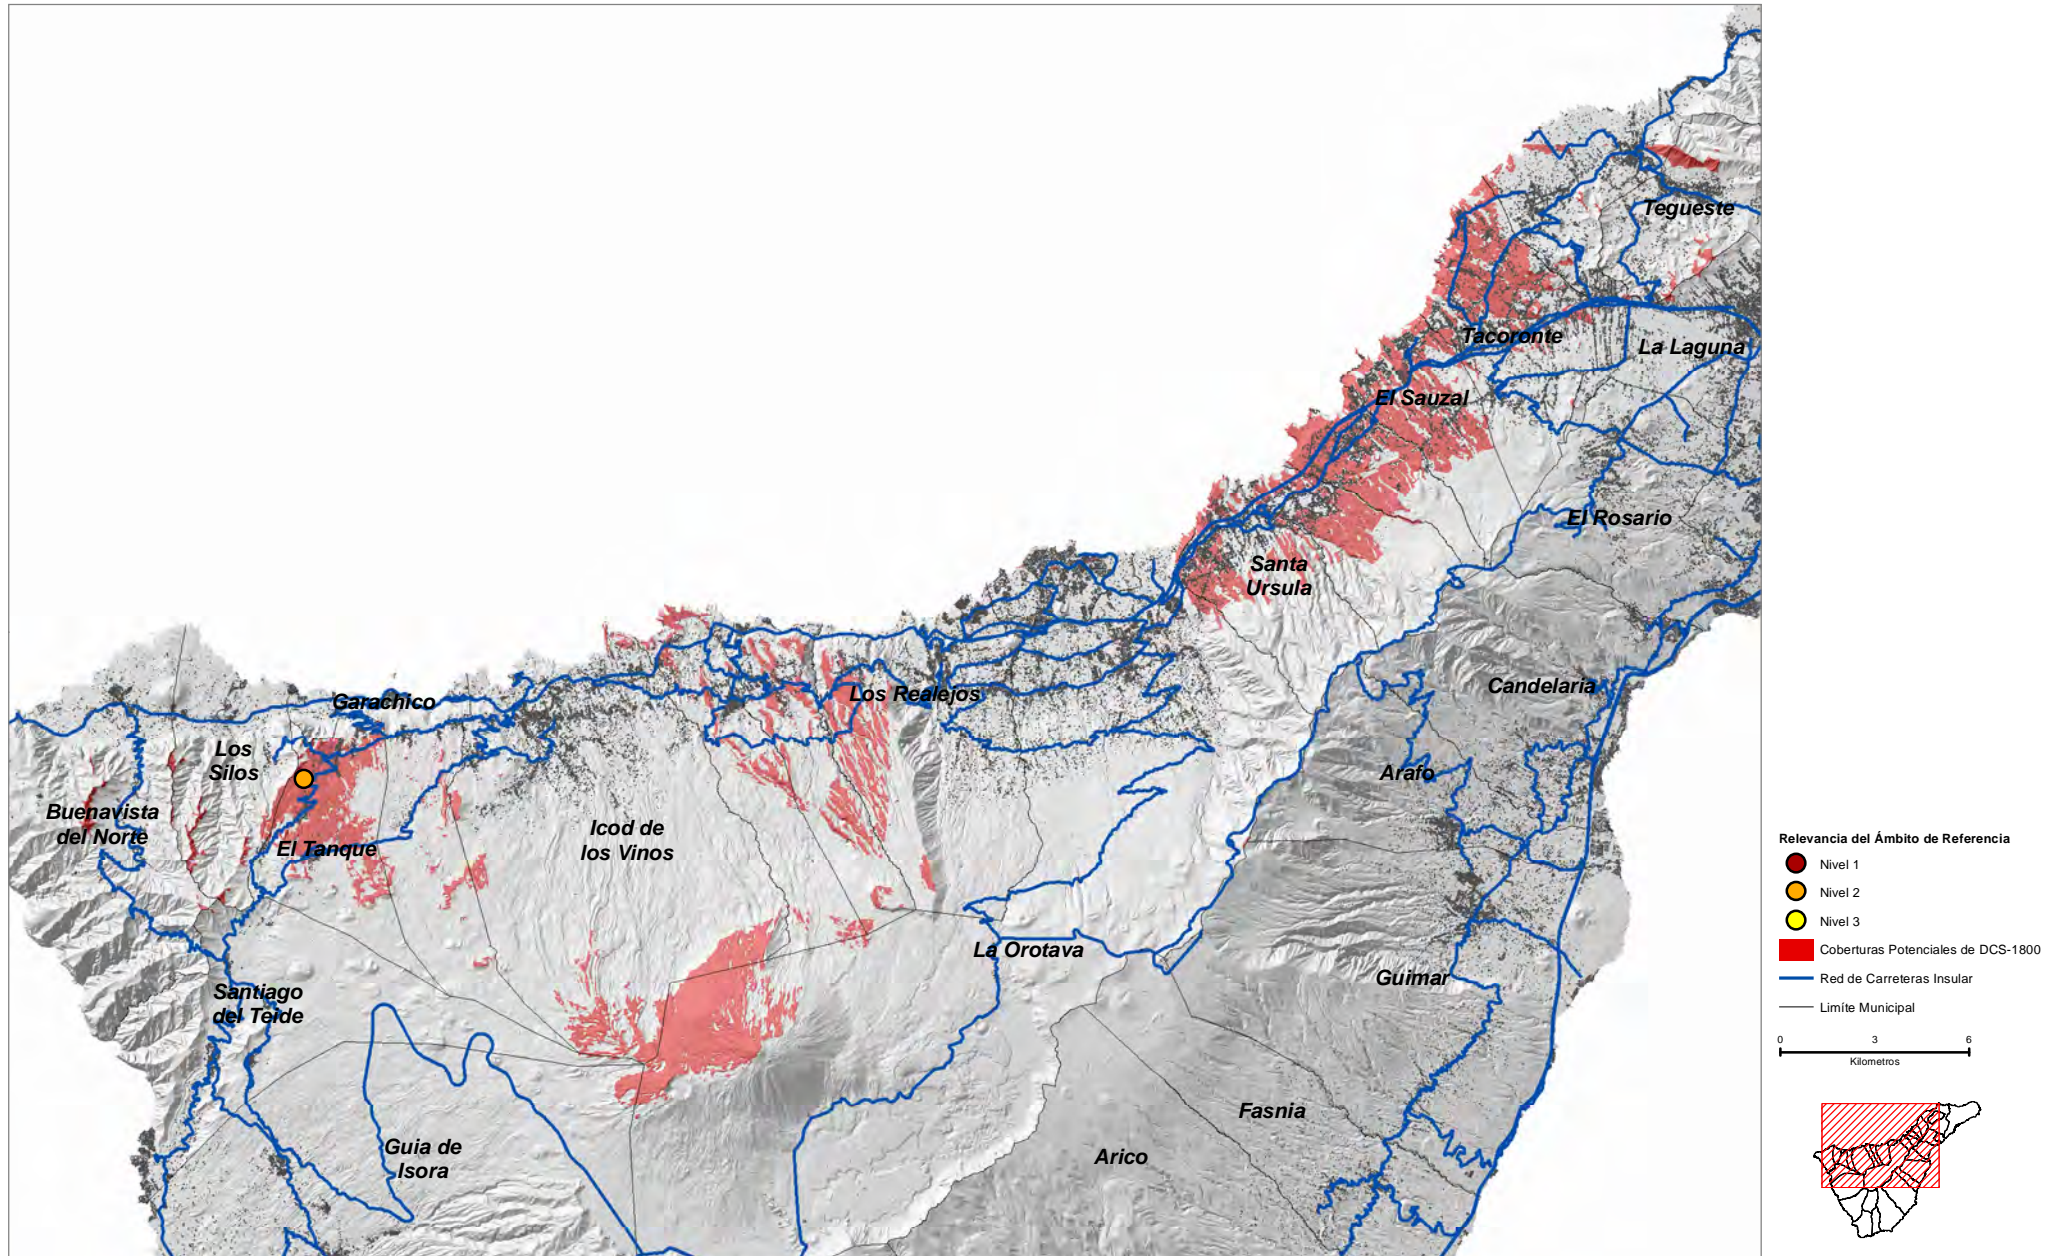 Tegueste
Tacoronte
La Laguna
El Sauzal
El Rosario
Santa
Ursula
Candelaria
Los Realejos
Garachico
Los
Silos
Arafo
Buenavista
del Norte
El Tanque
Icod de
los Vinos
La Orotava
Guimar
Santiago
del Teide
Fasnia
Guia de
Isora
Arico
Relevancia del Ámbito de Referencia
Nivel 1
Nivel 2
Nivel 3
Coberturas Potenciales de DCS-1800
Red de Carreteras Insular
Limíte Municipal
0 3 6
Kilometros